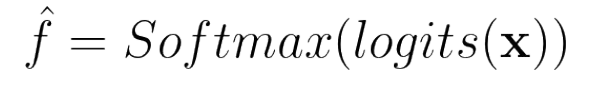 f̂ = Softmax(logits(𝐱))